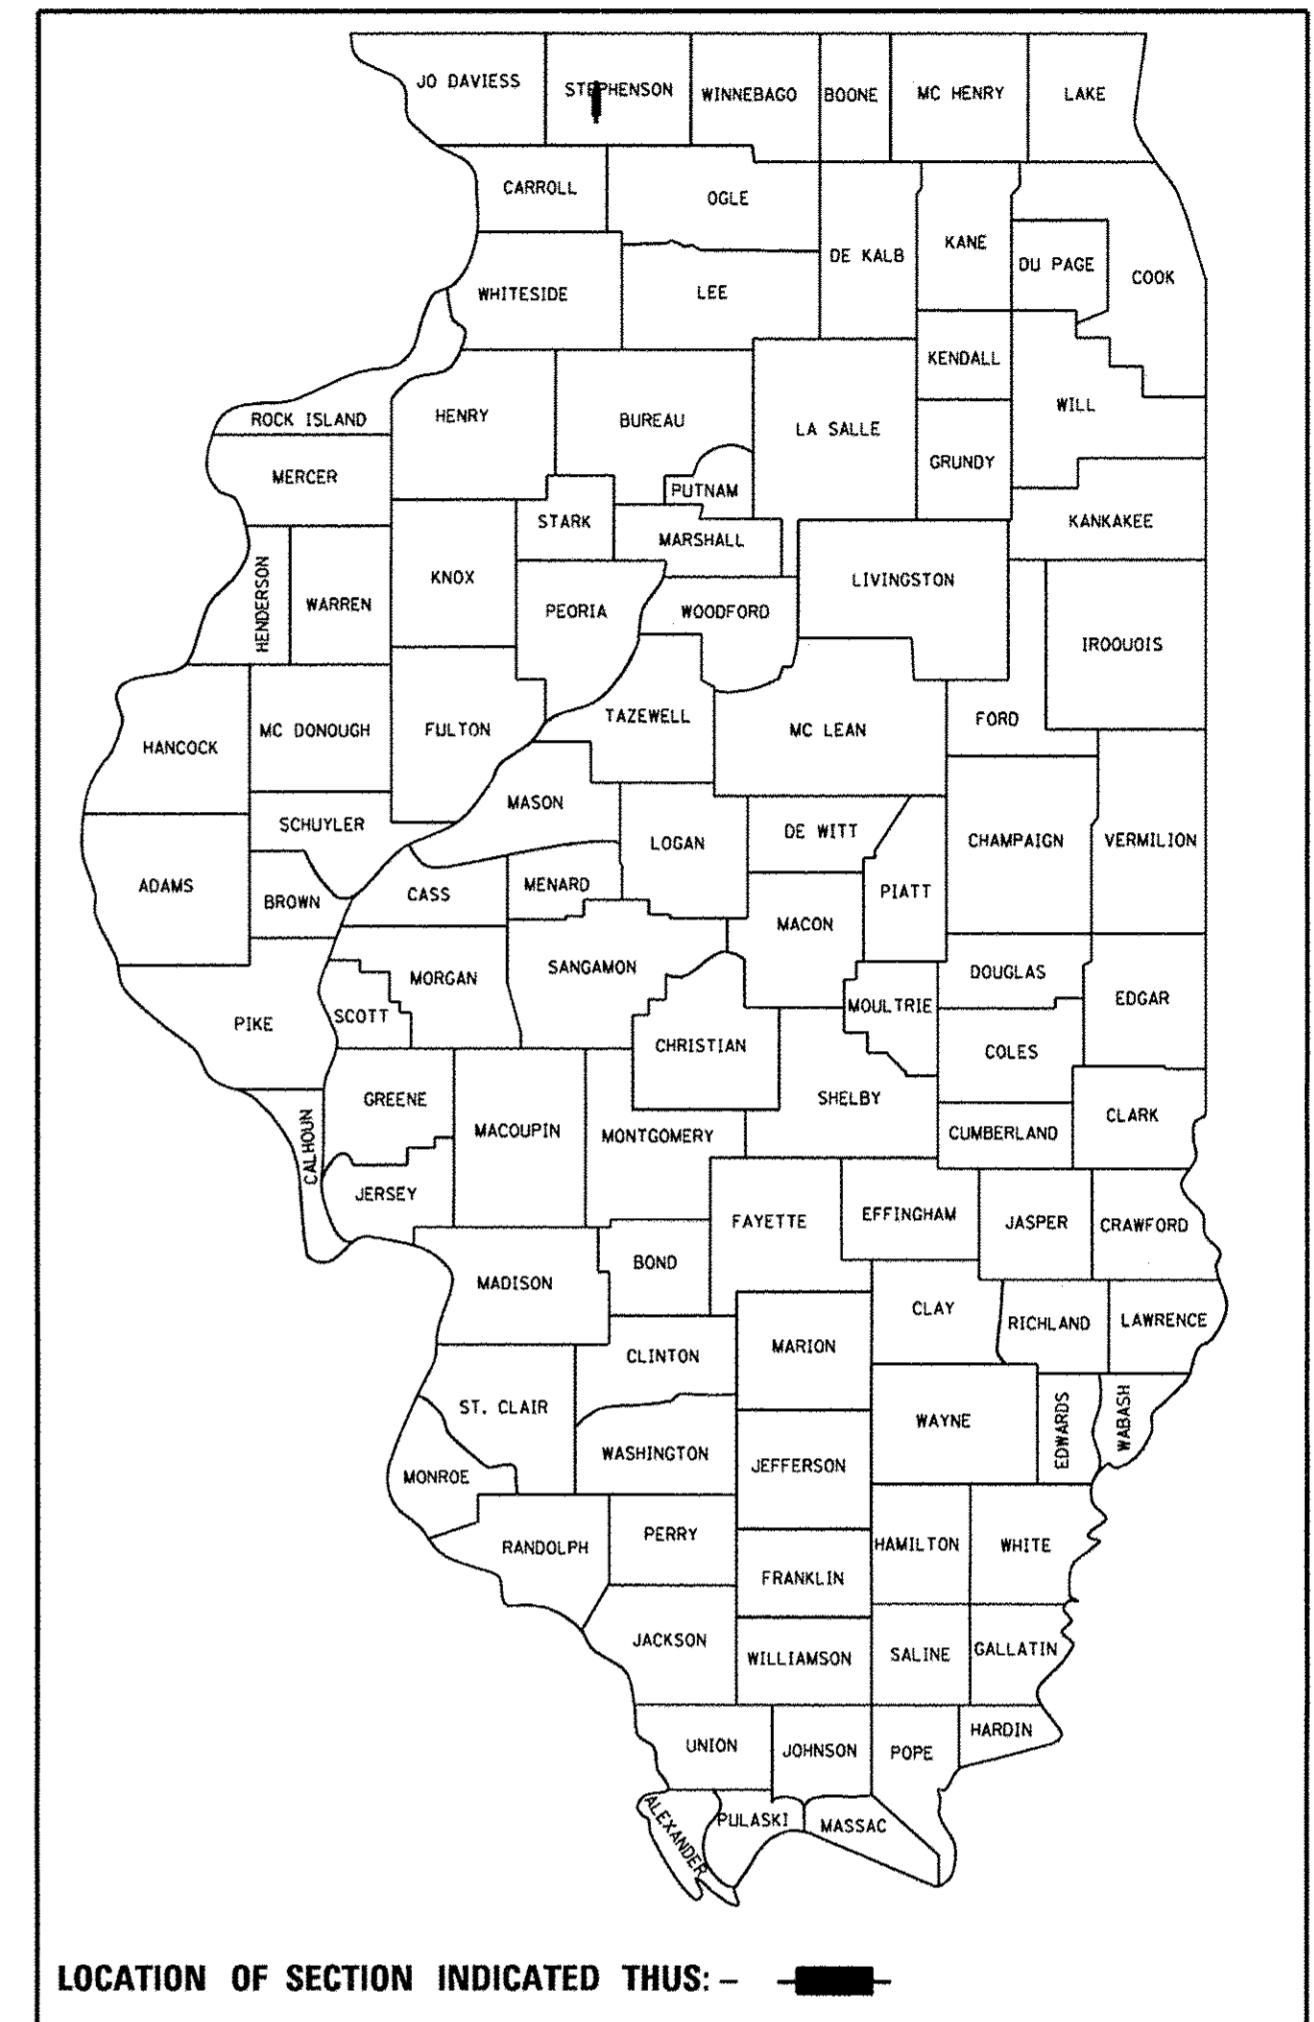 JO DAVIESS
STEPHENSON
WINNEBAGO
BOONE
MC HENRY
LAKE
CARROLL
OGLE
DE KALB
KANE
DU PAGE
COOK
WHITESIDE
LEE
KENDALL
WILL
ROCK ISLAND
HENRY
BUREAU
LA SALLE
GRUNDY
MERCER
PUTNAM
STARK
MARSHALL
KANKAKEE
HENDERSON
WARREN
KNOX
PEORIA
WOODFORD
LIVINGSTON
IROQUOIS
HANCOCK
MC DONOUGH
FULTON
TAZEWELL
MC LEAN
FORD
SCHUYLER
MASON
LOGAN
DE WITT
CHAMPAIGN
VERMILION
ADAMS
BROWN
CASS
MENARD
MACON
PIATT
PIKE
SCOTT
MORGAN
SANGAMON
CHRISTIAN
MOULTRIE
DOUGLAS
EDGAR
COLES
CALHOUN
GREENE
MACOUPIN
MONTGOMERY
SHELBY
CUMBERLAND
CLARK
JERSEY
FAYETTE
EFFINGHAM
JASPER
CRAWFORD
MADISON
BOND
CLAY
RICHLAND
LAWRENCE
CLINTON
MARION
ST. CLAIR
WAYNE
EDWARDS
WABASH
MONROE
WASHINGTON
JEFFERSON
RANDOLPH
PERRY
HAMILTON
WHITE
FRANKLIN
JACKSON
WILLIAMSON
SALINE
GALLATIN
UNION
JOHNSON
POPE
HARDIN
ALEXANDER
PULASKI
MASSAC
LOCATION OF SECTION INDICATED THUS: –